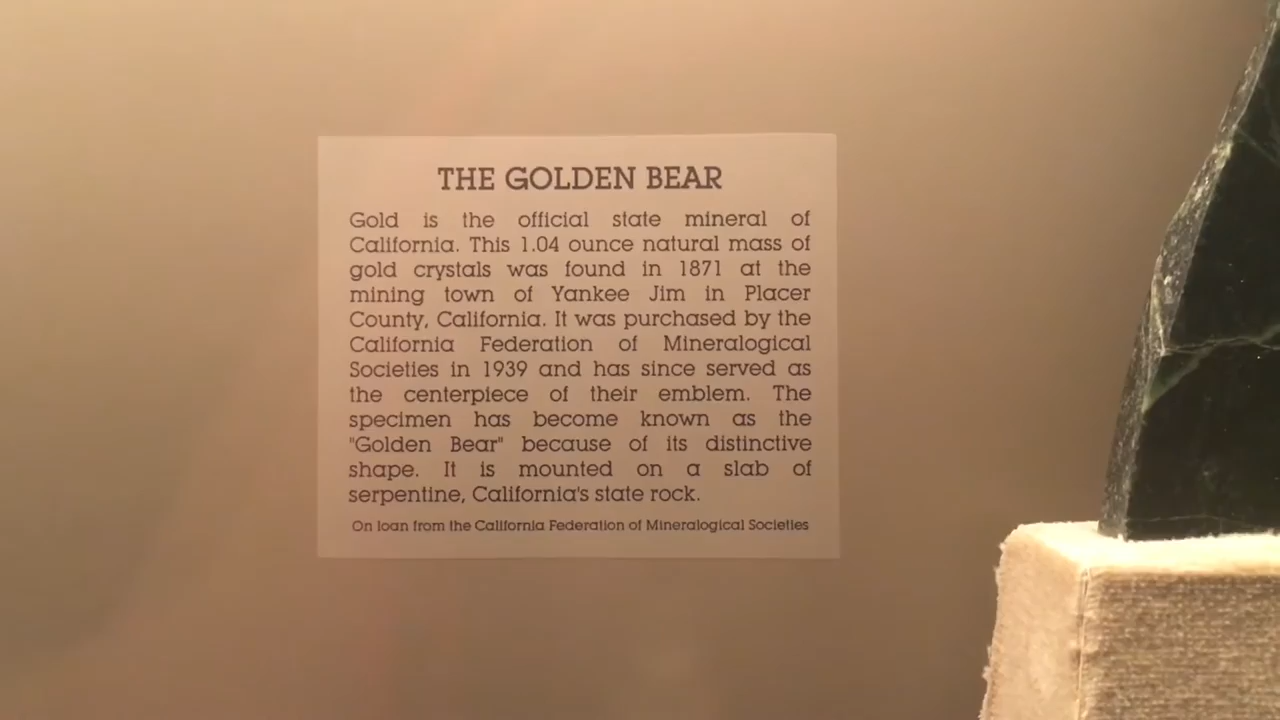 THE GOLDEN BEAR
Gold is the official state mineral of
California. This 1.04 ounce natural mass of
gold crystals was found in 1871 at the
mining town of Yankee Jim in Placer
County, California. It was purchased by the
California Federation of Mineralogical
Societies in 1939 and has since served as
the centerpiece of their emblem. The
specimen has become known as the
"Golden Bear" because of its distinctive
shape. It is mounted on a slab of
serpentine, California's state rock.
On loan from the California Federation of Mineralogical Societies